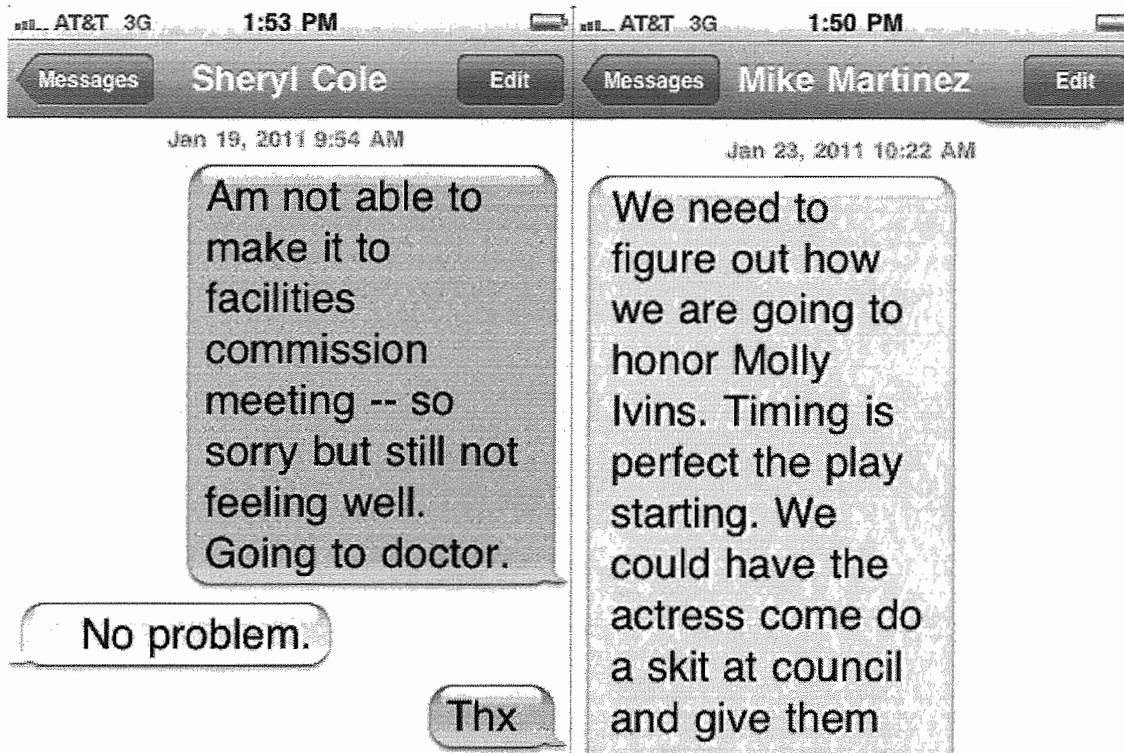 AT&T 3G 1:53 PM
Messages Sheryl Cole Edit
Jan 19, 2011 9:54 AM
Am not able to
make it to
facilities
commission
meeting -- so
sorry but still not
feeling well.
Going to doctor.
No problem.
Thx
AT&T 3G 1:50 PM
Messages Mike Martinez Edit
Jan 23, 2011 10:22 AM
We need to
figure out how
we are going to
honor Molly
Ivins. Timing is
perfect the play
starting. We
could have the
actress come do
a skit at council
and give them